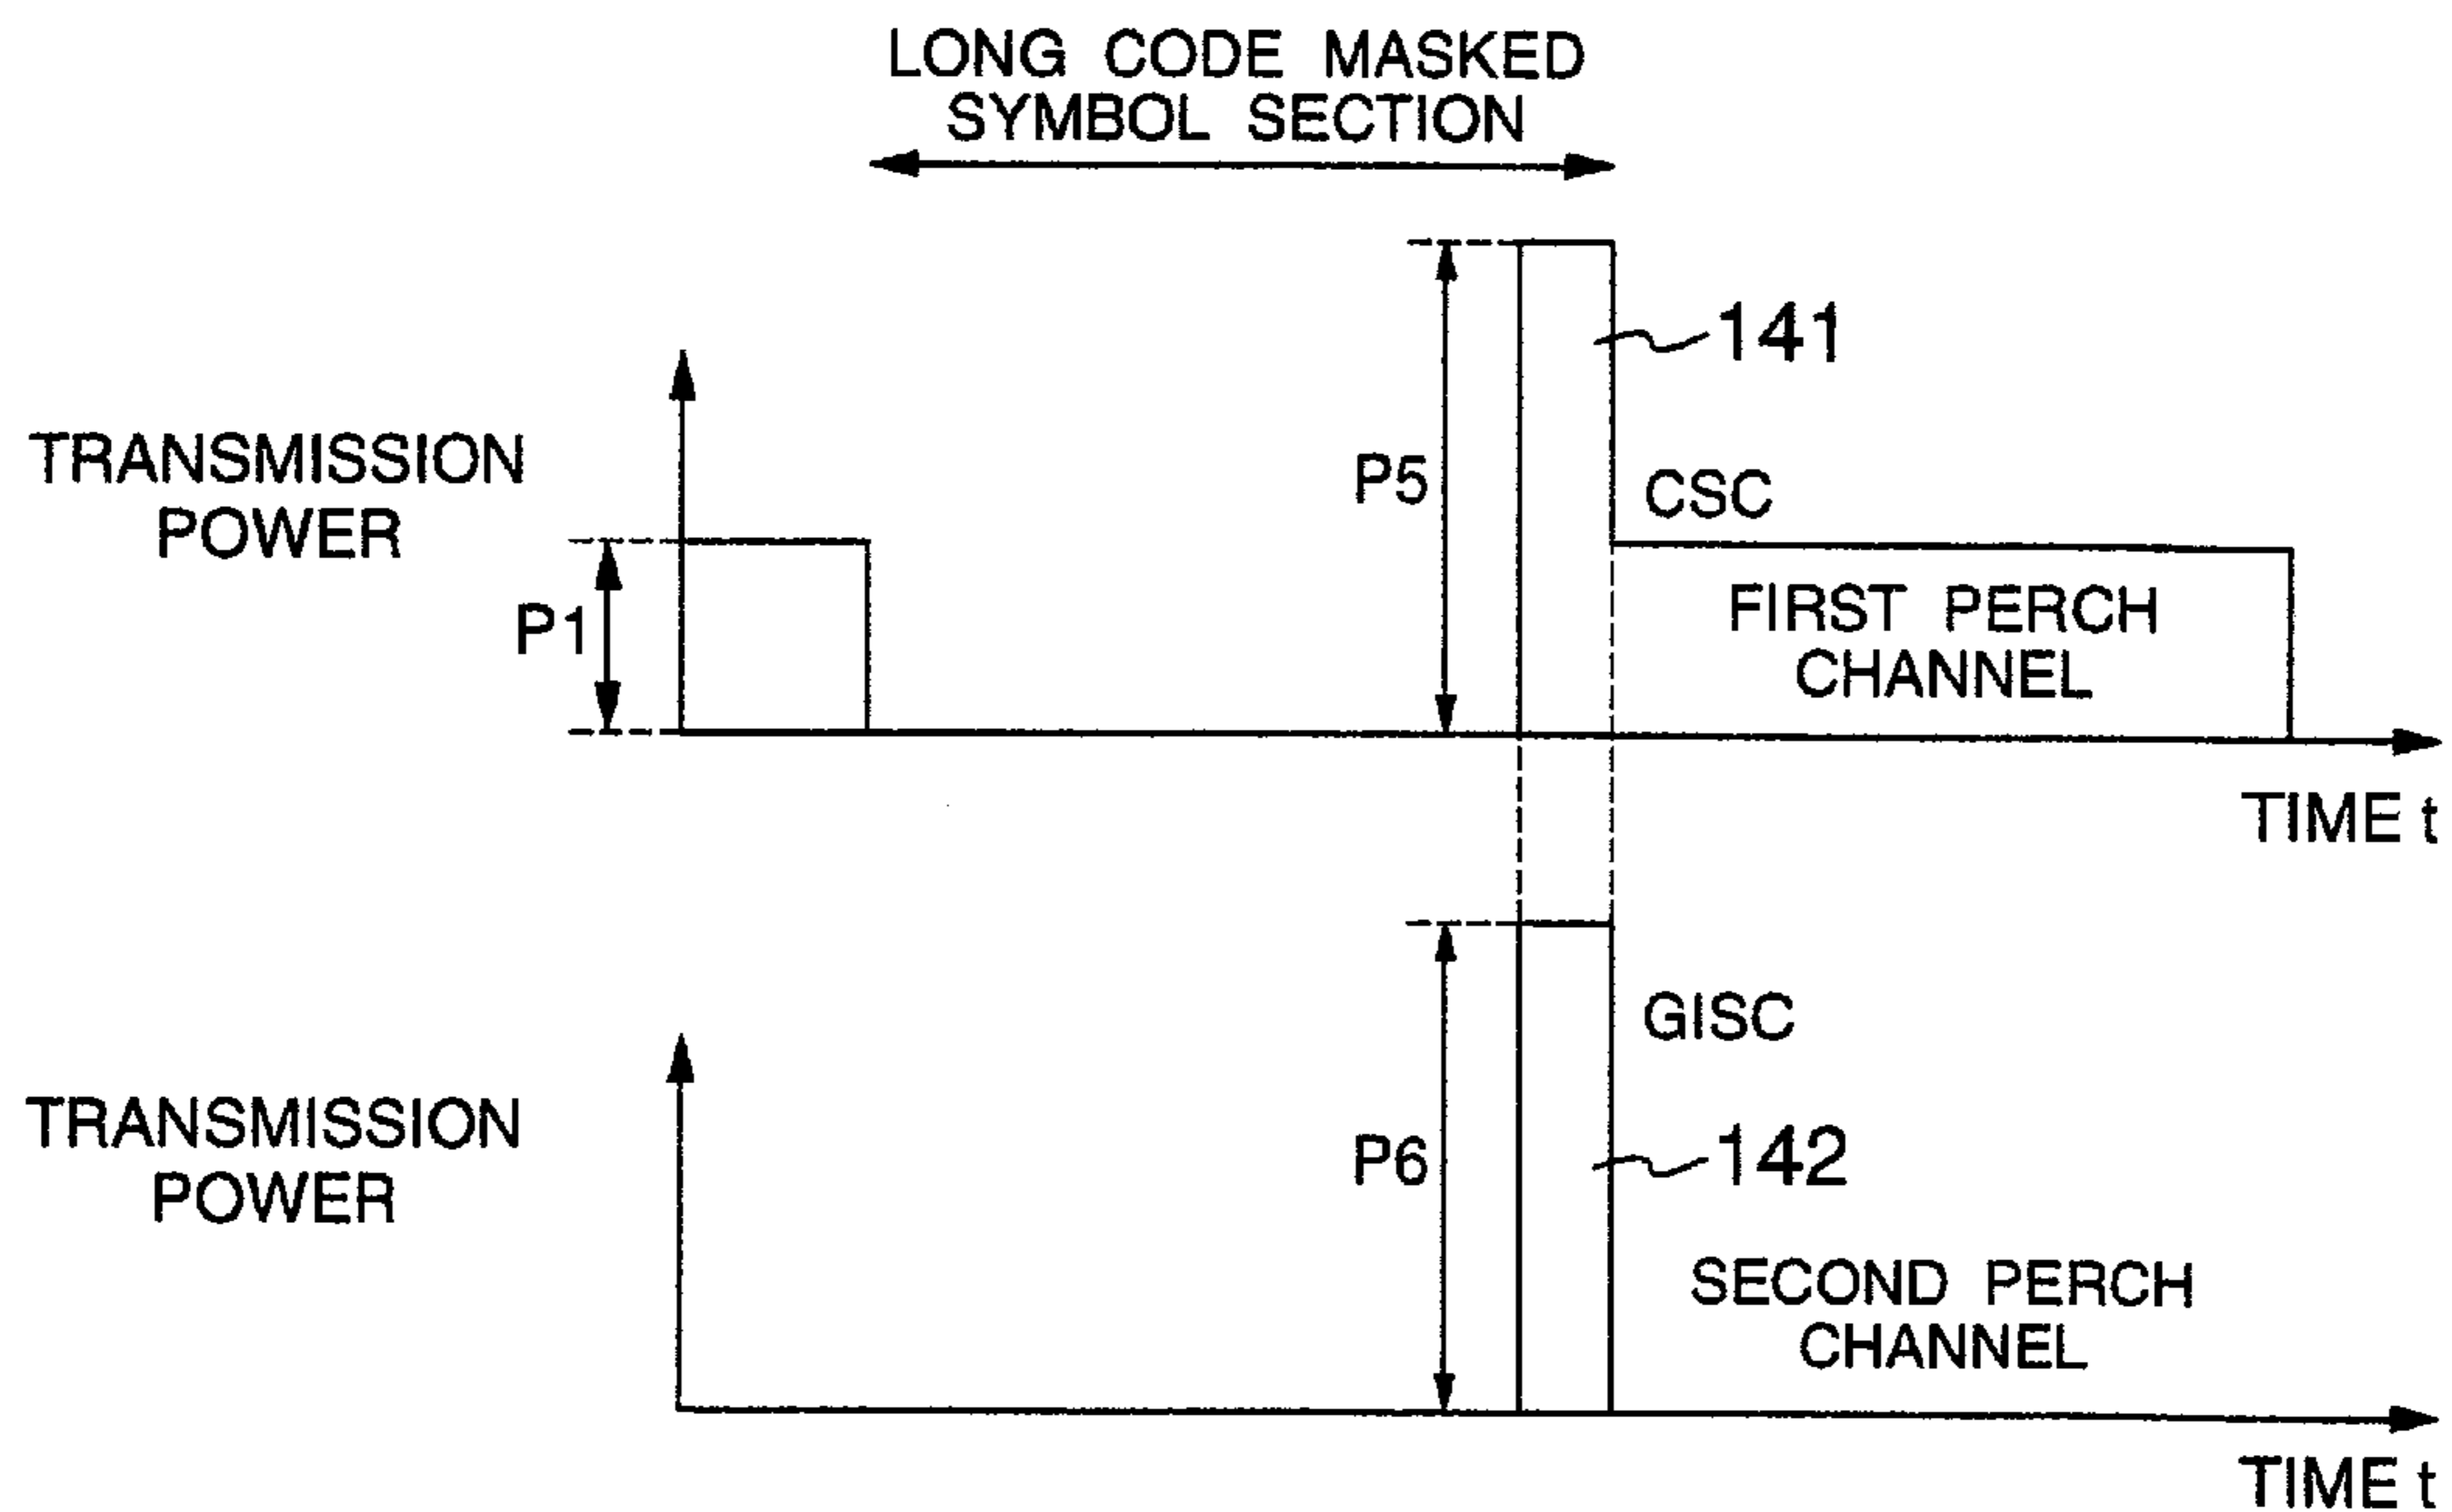 LONG CODE MASKED
SYMBOL SECTION
141
TRANSMISSION
POWER
P5
CSC
P1
FIRST PERCH
CHANNEL
TIME t
GISC
TRANSMISSION
POWER
P6
142
SECOND PERCH
CHANNEL
TIME t